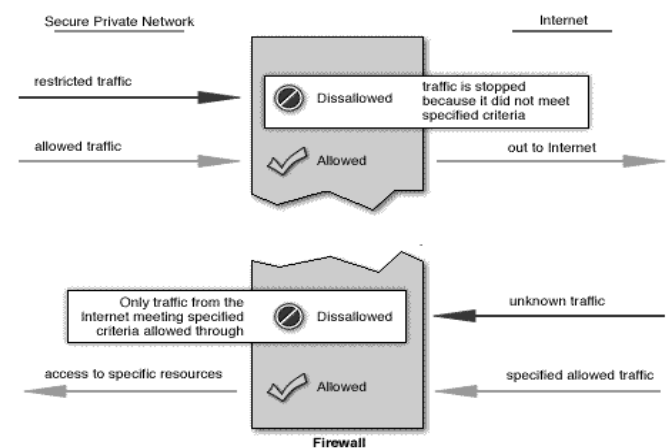 Secure Private Network
Internet
restricted traffic
Dissallowed
traffic is stopped
because it did not meet
specified criteria
allowed traffic
Allowed
out to Internet
Only traffic from the
Internet meeting specified
criteria allowed through
Dissallowed
unknown traffic
access to specific resources
Allowed
specified allowed traffic
Firewall